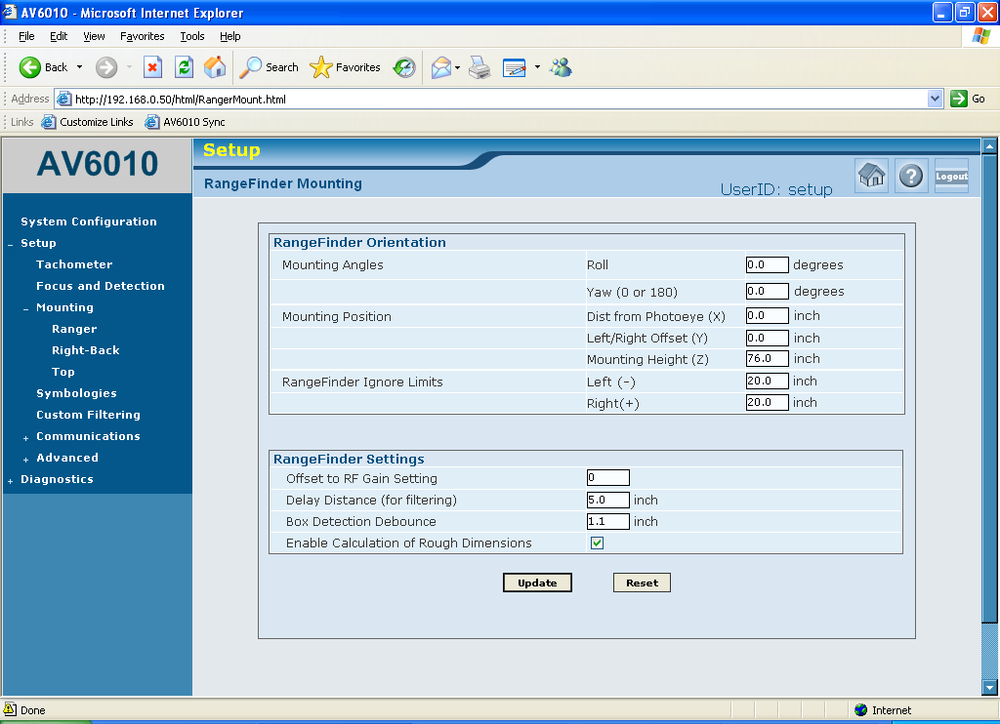 AV6010 - Microsoft Internet Explorer
File Edit View Favorites Tools Help
Back Search Favorites
Address http://192.168.0.50/html/RangerMount.html Go
Links Customize Links AV6010 Sync
AV6010
Setup
RangeFinder Mounting
UserID: setup
Logout
System Configuration
- Setup
Tachometer
Focus and Detection
- Mounting
Ranger
Right-Back
Top
Symbologies
Custom Filtering
+ Communications
+ Advanced
+ Diagnostics
RangeFinder Orientation
Mounting Angles Roll 0.0 degrees
Yaw (0 or 180) 0.0 degrees
Mounting Position Dist from Photoeye (X) 0.0 inch
Left/Right Offset (Y) 0.0 inch
Mounting Height (Z) 76.0 inch
RangeFinder Ignore Limits Left (-) 20.0 inch
Right(+) 20.0 inch
RangeFinder Settings
Offset to RF Gain Setting 0
Delay Distance (for filtering) 5.0 inch
Box Detection Debounce 1.1 inch
Enable Calculation of Rough Dimensions
Update Reset
Done Internet